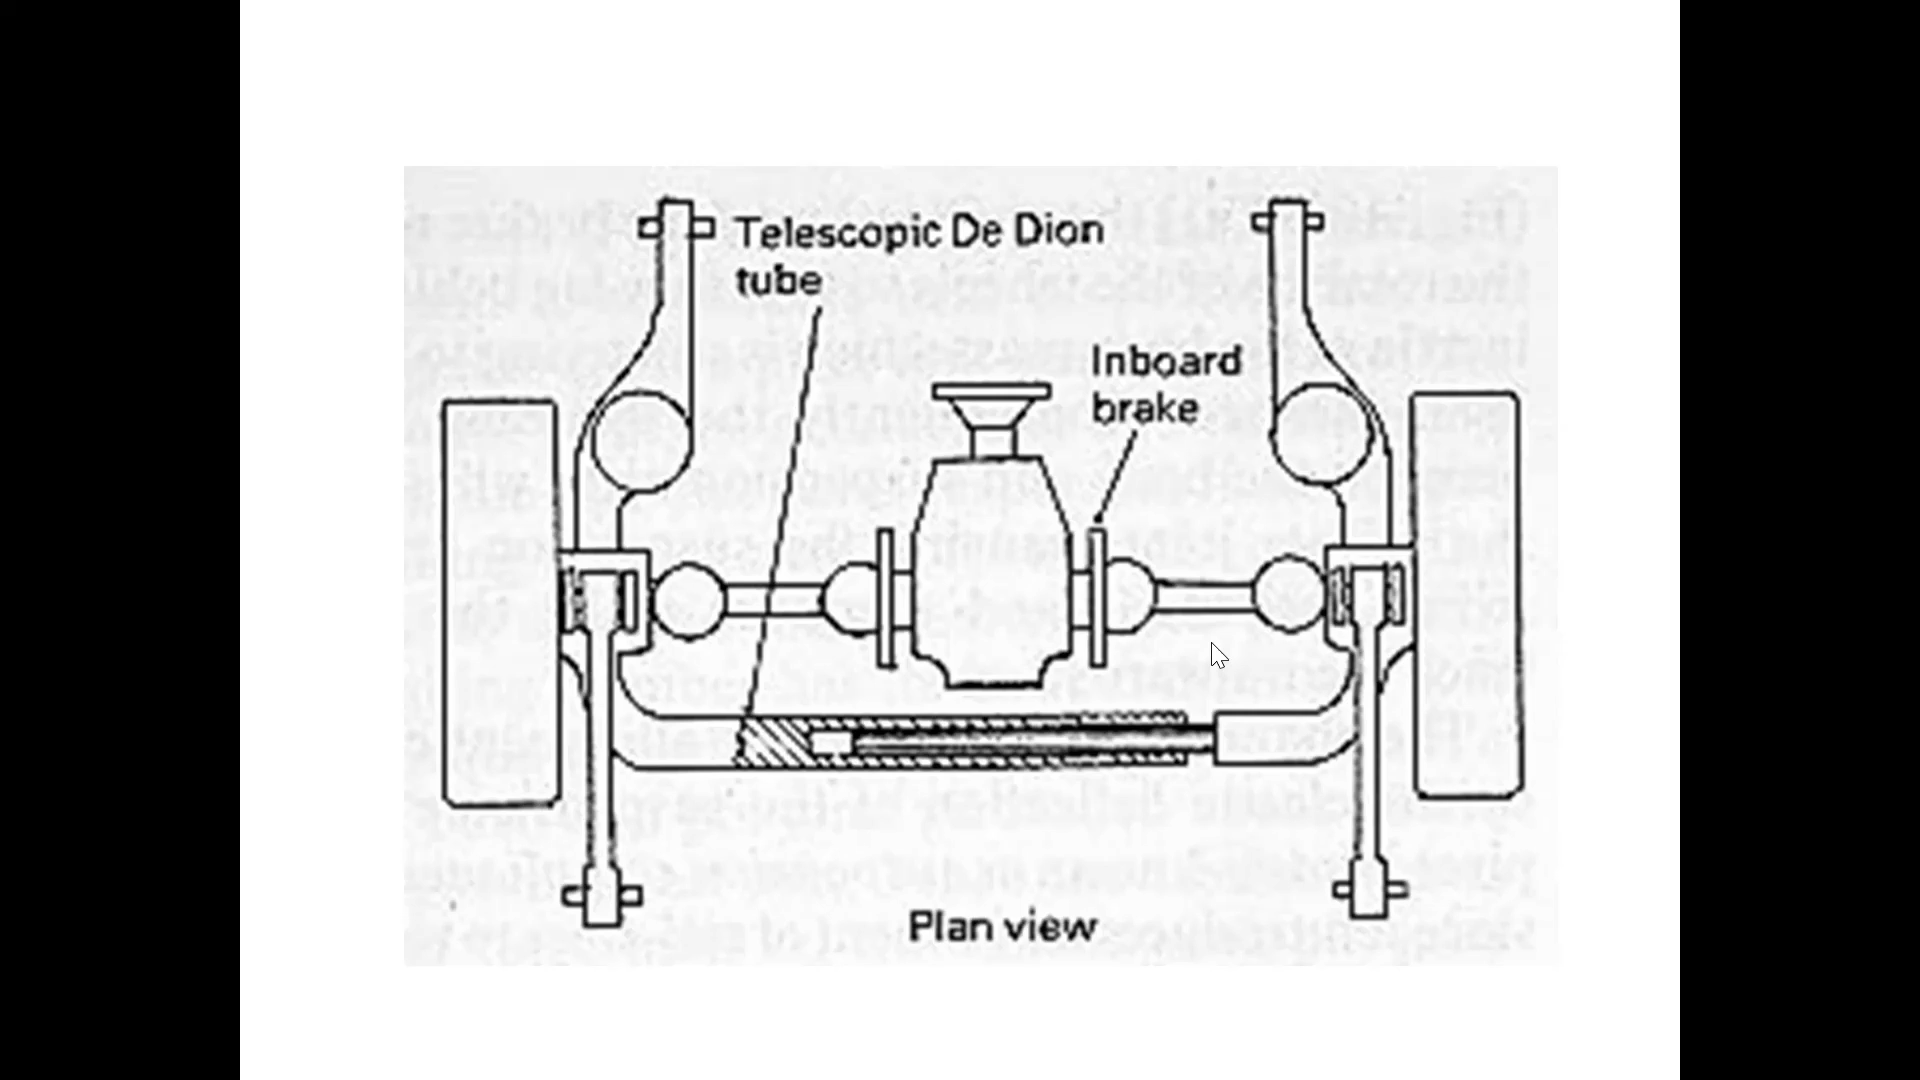 Telescopic De Dion
tube
Inboard
brake
Plan view